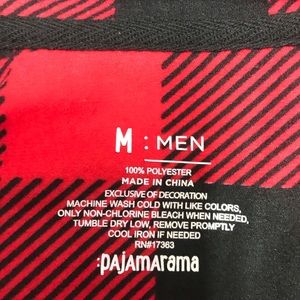 M : MEN
100% POLYESTER
MADE IN CHINA
EXCLUSIVE OF DECORATION
MACHINE WASH COLD WITH LIKE COLORS,
ONLY NON-CHLORINE BLEACH WHEN NEEDED,
TUMBLE DRY LOW, REMOVE PROMPTLY
COOL IRON IF NEEDED
RN#17363
:PAJAMARAMA